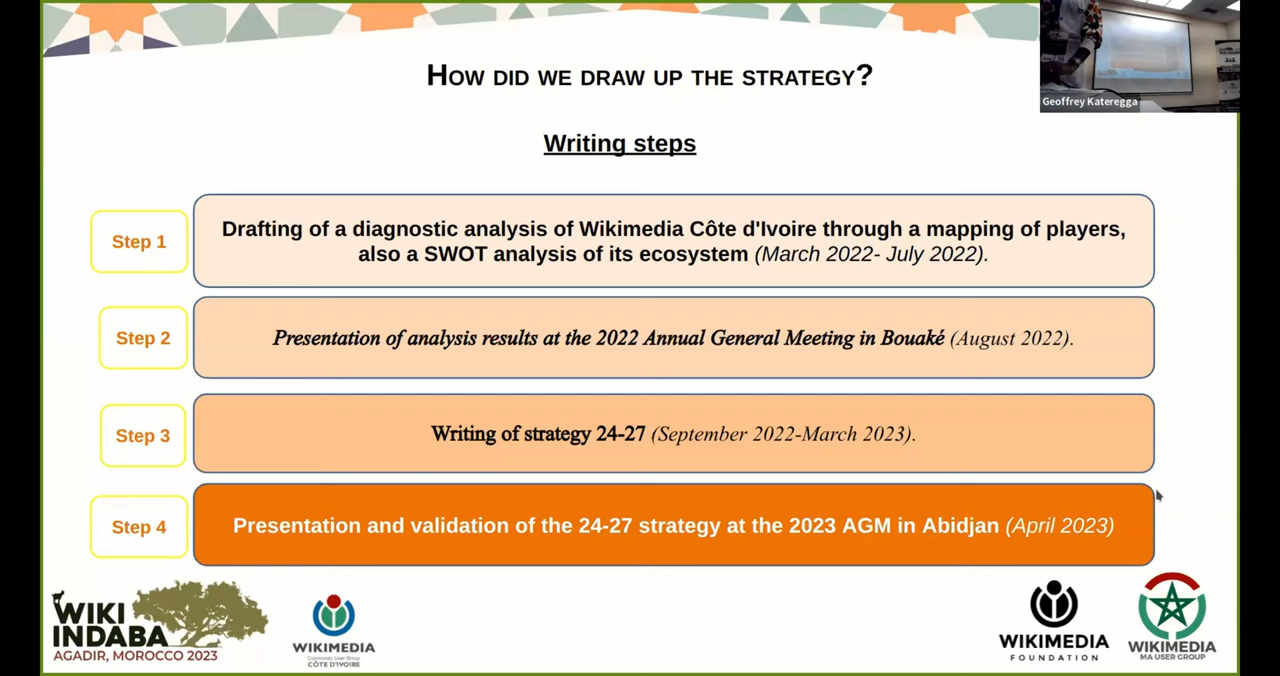 HOW DID WE DRAW UP THE STRATEGY?
Geoffrey Kateregga
Writing steps
Step 1
Drafting of a diagnostic analysis of Wikimedia Côte d'Ivoire through a mapping of players,
also a SWOT analysis of its ecosystem (March 2022- July 2022).
Step 2
Presentation of analysis results at the 2022 Annual General Meeting in Bouaké (August 2022).
Step 3
Writing of strategy 24-27 (September 2022-March 2023).
Step 4
Presentation and validation of the 24-27 strategy at the 2023 AGM in Abidjan (April 2023)
WIKI
INDABA
AGADIR, MOROCCO 2023
WIKIMEDIA
Community User Group
CÔTE D'IVOIRE
WIKIMEDIA
FOUNDATION
WIKIMEDIA
MA USER GROUP